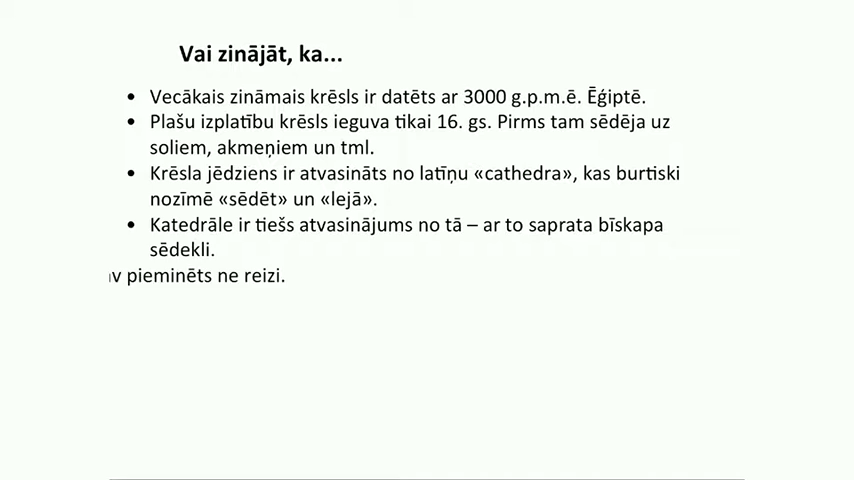 Vai zinājāt, ka...
• Vecākais zināmais krēsls ir datēts ar 3000 g.p.m.ē. Ēģiptē.
• Plašu izplatību krēsls ieguva tikai 16. gs. Pirms tam sēdēja uz
soliem, akmeņiem un tml.
• Krēsla jēdziens ir atvasināts no latīņu «cathedra», kas burtiski
nozīmē «sēdēt» un «lejā».
• Katedrāle ir tiešs atvasinājums no tā – ar to saprata bīskapa
sēdekli.
pieminēts ne reizi.